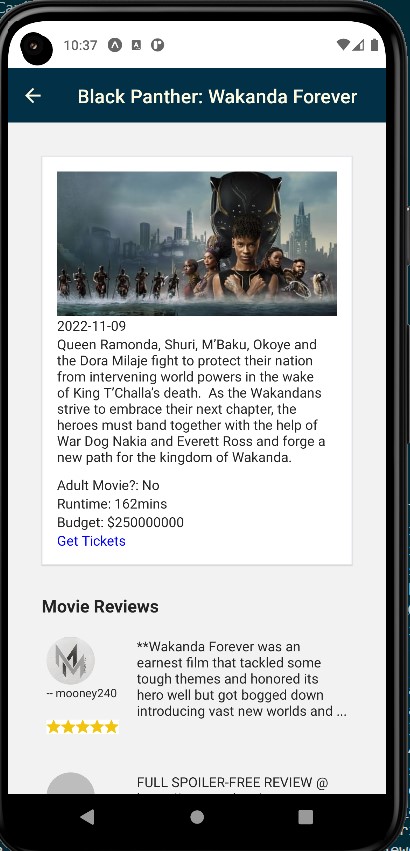 10:37
Black Panther: Wakanda Forever
2022-11-09
Queen Ramonda, Shuri, M'Baku, Okoye and
the Dora Milaje fight to protect their nation
from intervening world powers in the wake
of King T'Challa's death.  As the Wakandans
strive to embrace their next chapter, the
heroes must band together with the help of
War Dog Nakia and Everett Ross and forge a
new path for the kingdom of Wakanda.
Adult Movie?: No
Runtime: 162mins
Budget: $250000000
Get Tickets
Movie Reviews
**Wakanda Forever was an
earnest film that tackled some
tough themes and honored its
hero well but got bogged down
introducing vast new worlds and ...
-- mooney240
FULL SPOILER-FREE REVIEW @